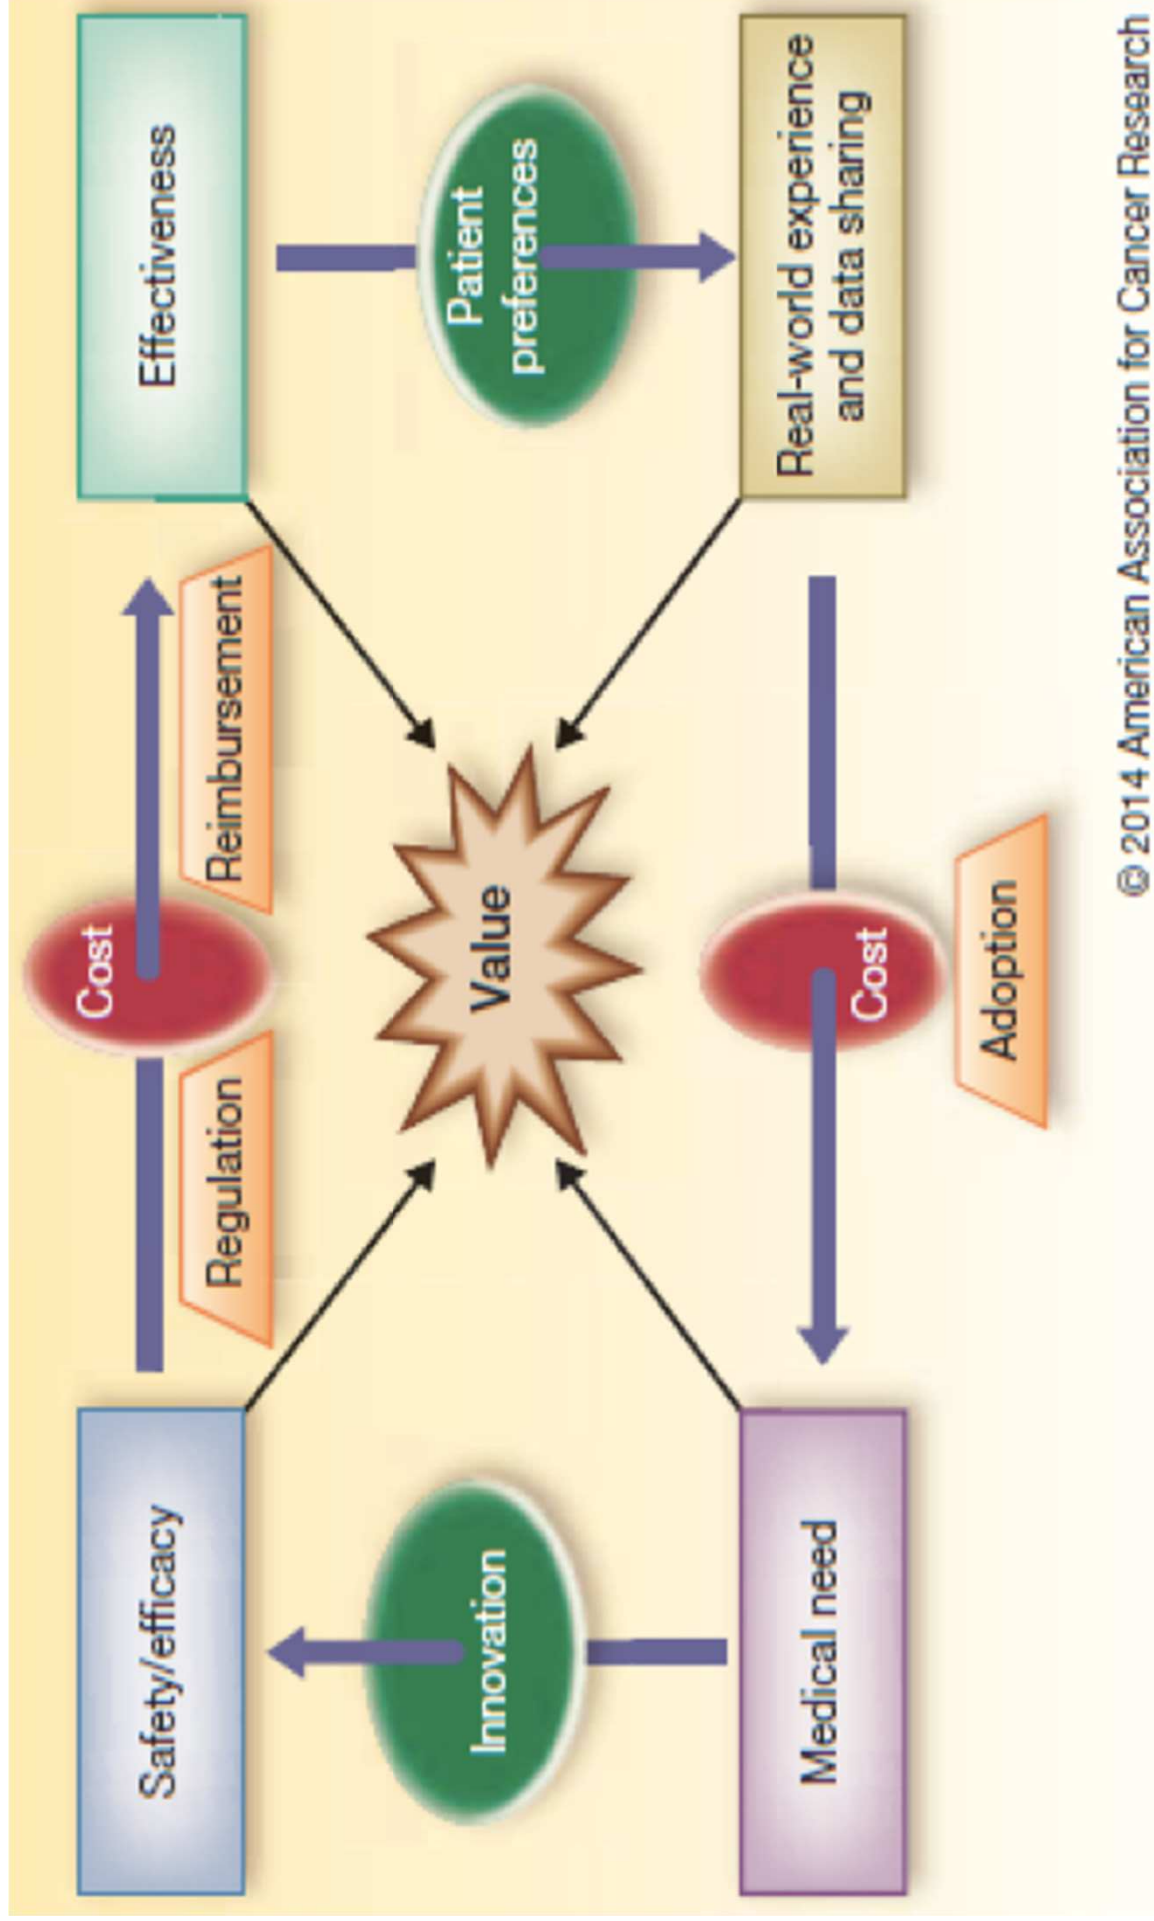 Safety/efficacy
Cost
Effectiveness
Regulation
Reimbursement
Innovation
Value
Patient
preferences
Medical need
Cost
Real-world experience
and data sharing
Adoption
© 2014 American Association for Cancer Research